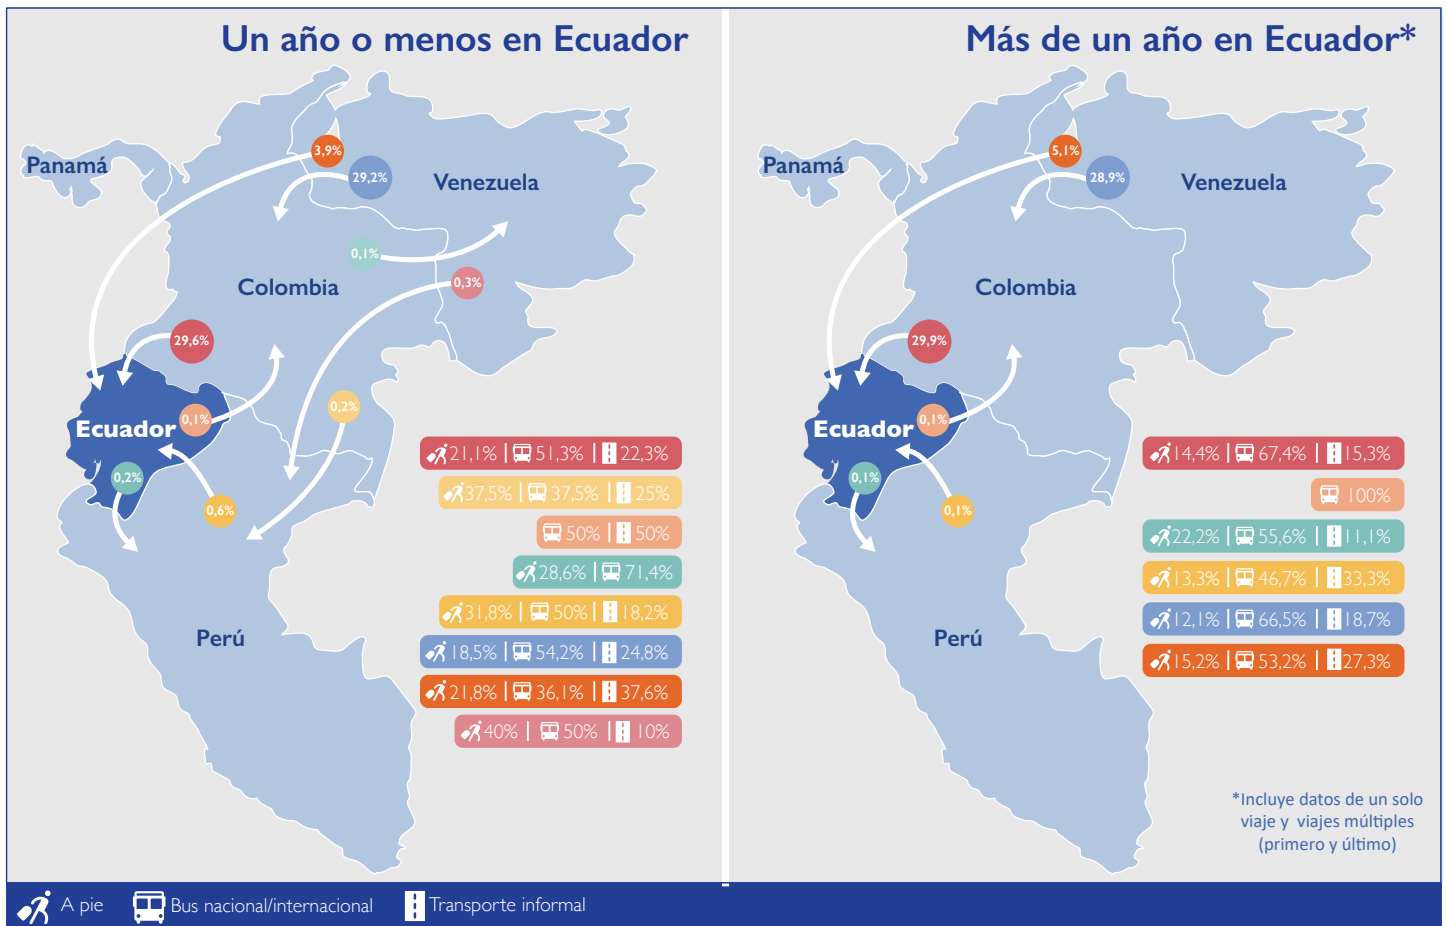 Un año o menos en Ecuador
Panamá
3,9%
29,2%
Venezuela
0,1%
0,3%
Colombia
29,6%
0,2%
0,1%
Ecuador
0,2%
0,6%
Perú
21,1% | 51,3% | 22,3%
37,5% | 37,5% | 25%
50% | 50%
28,6% | 71,4%
31,8% | 50% | 18,2%
18,5% | 54,2% | 24,8%
21,8% | 36,1% | 37,6%
40% | 50% | 10%
Más de un año en Ecuador*
Panamá
5,1%
28,9%
Venezuela
Colombia
29,9%
0,1%
Ecuador
0,1%
0,1%
Perú
14,4% | 67,4% | 15,3%
100%
22,2% | 55,6% | 11,1%
13,3% | 46,7% | 33,3%
12,1% | 66,5% | 18,7%
15,2% | 53,2% | 27,3%
*Incluye datos de un solo
viaje y viajes múltiples
(primero y último)
A pie
Bus nacional/internacional
Transporte informal